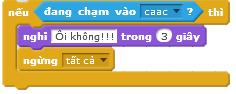 nếu đang chạm vào caac ? thì
nghĩ Ôi không!!! trong 3 giây
ngừng tất cả